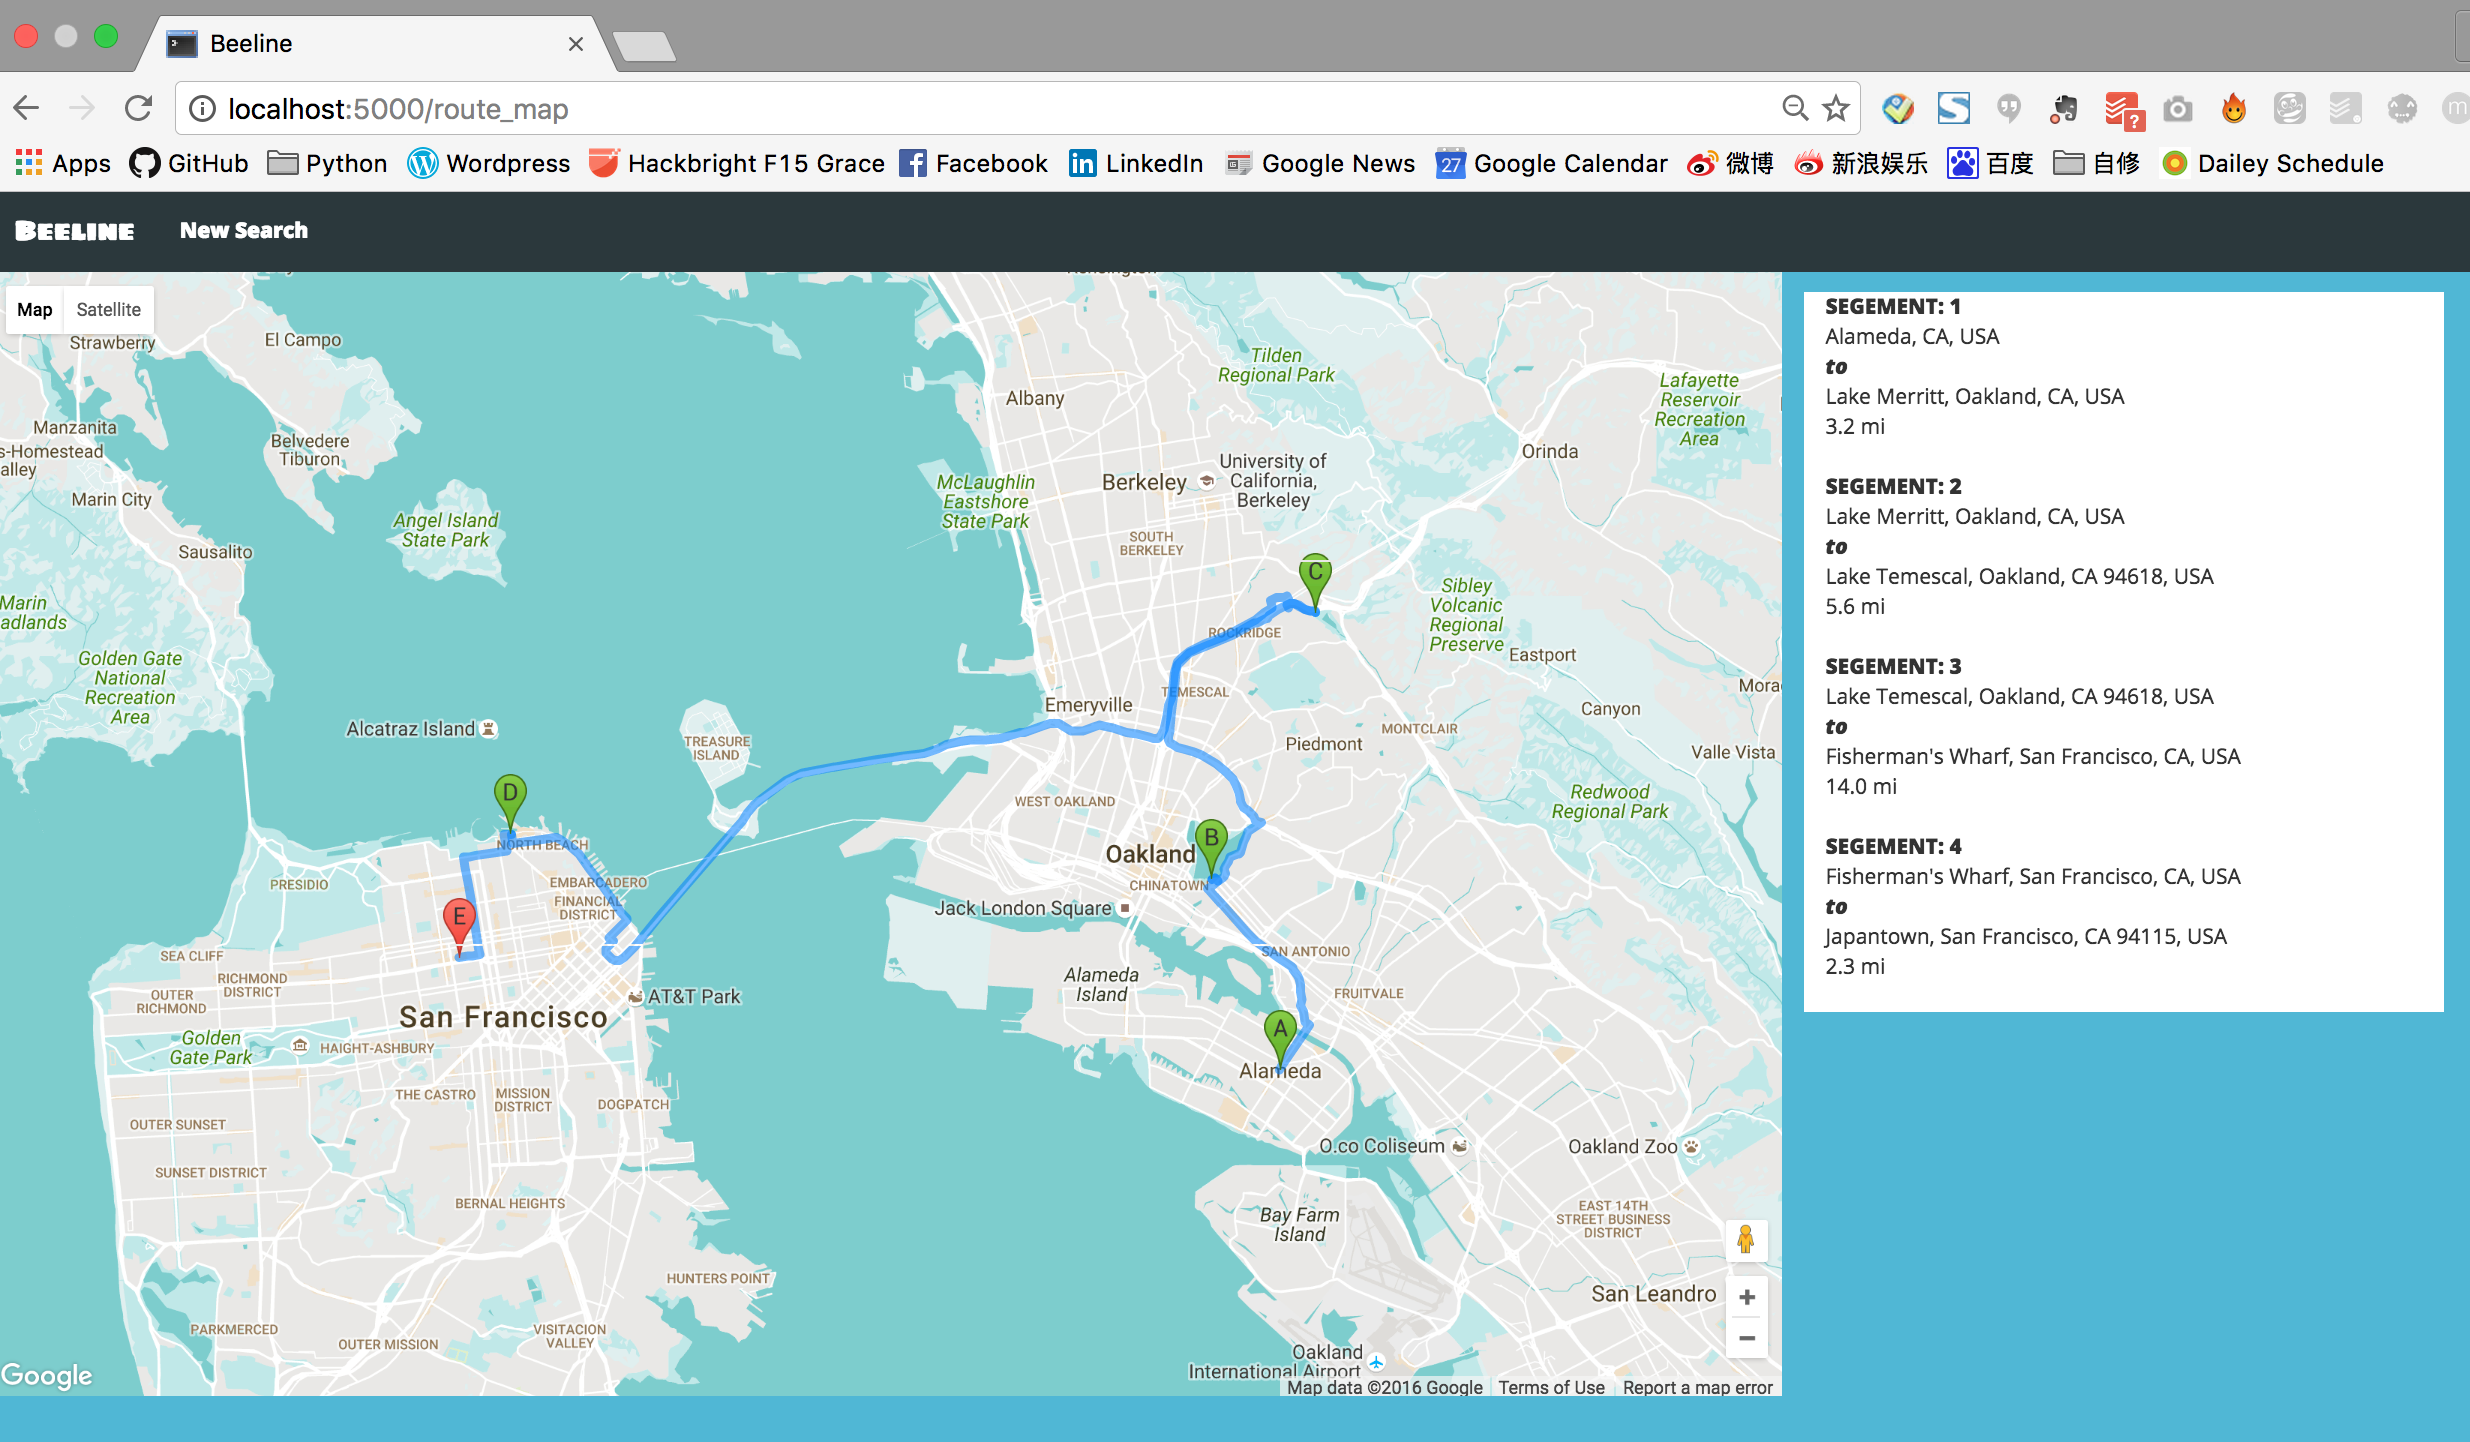 Beeline
localhost:5000/route_map
Apps GitHub Python Wordpress Hackbright F15 Grace Facebook LinkedIn Google News 27 Google Calendar 微博 新浪娱乐 百度 自修 Dailey Schedule
BEELINE New Search
Map Satellite
Strawberry
El Campo
Manzanita
s-Homestead
alley
Belvedere
Tiburon
Marin City
Angel Island
State Park
Sausalito
Marin
adlands
Golden Gate
National
Recreation
Area
Alcatraz Island
TREASURE
ISLAND
Albany
Tilden
Regional Park
Lafayette
Reservoir
Recreation
Area
Orinda
McLaughlin
Eastshore
State Park
Berkeley
University of
California,
Berkeley
SOUTH
BERKELEY
C
Sibley
Volcanic
Regional
Preserve
ROCKRIDGE
Eastport
TEMESCAL
Mora
Emeryville
Canyon
MONTCLAIR
Piedmont
Valle Vista
WEST OAKLAND
Redwood
Regional Park
D
NORTH BEACH
B
Oakland
CHINATOWN
PRESIDIO
EMBARCADERO
FINANCIAL
DISTRICT
E
Jack London Square
SAN ANTONIO
SEA CLIFF
RICHMOND
DISTRICT
OUTER
RICHMOND
AT&T Park
San Francisco
Alameda
Island
FRUITVALE
A
Alameda
Golden
Gate Park
HAIGHT-ASHBURY
THE CASTRO
MISSION
DISTRICT
DOGPATCH
OUTER SUNSET
O.co Coliseum
Oakland Zoo
SUNSET DISTRICT
BERNAL HEIGHTS
Bay Farm
Island
EAST 14TH
STREET BUSINESS
DISTRICT
HUNTERS POINT
San Leandro
PARKMERCED
OUTER MISSION
VISITACION
VALLEY
Oakland
International Airport
Google
Map data ©2016 Google Terms of Use Report a map error
SEGEMENT: 1
Alameda, CA, USA
to
Lake Merritt, Oakland, CA, USA
3.2 mi
SEGEMENT: 2
Lake Merritt, Oakland, CA, USA
to
Lake Temescal, Oakland, CA 94618, USA
5.6 mi
SEGEMENT: 3
Lake Temescal, Oakland, CA 94618, USA
to
Fisherman's Wharf, San Francisco, CA, USA
14.0 mi
SEGEMENT: 4
Fisherman's Wharf, San Francisco, CA, USA
to
Japantown, San Francisco, CA 94115, USA
2.3 mi